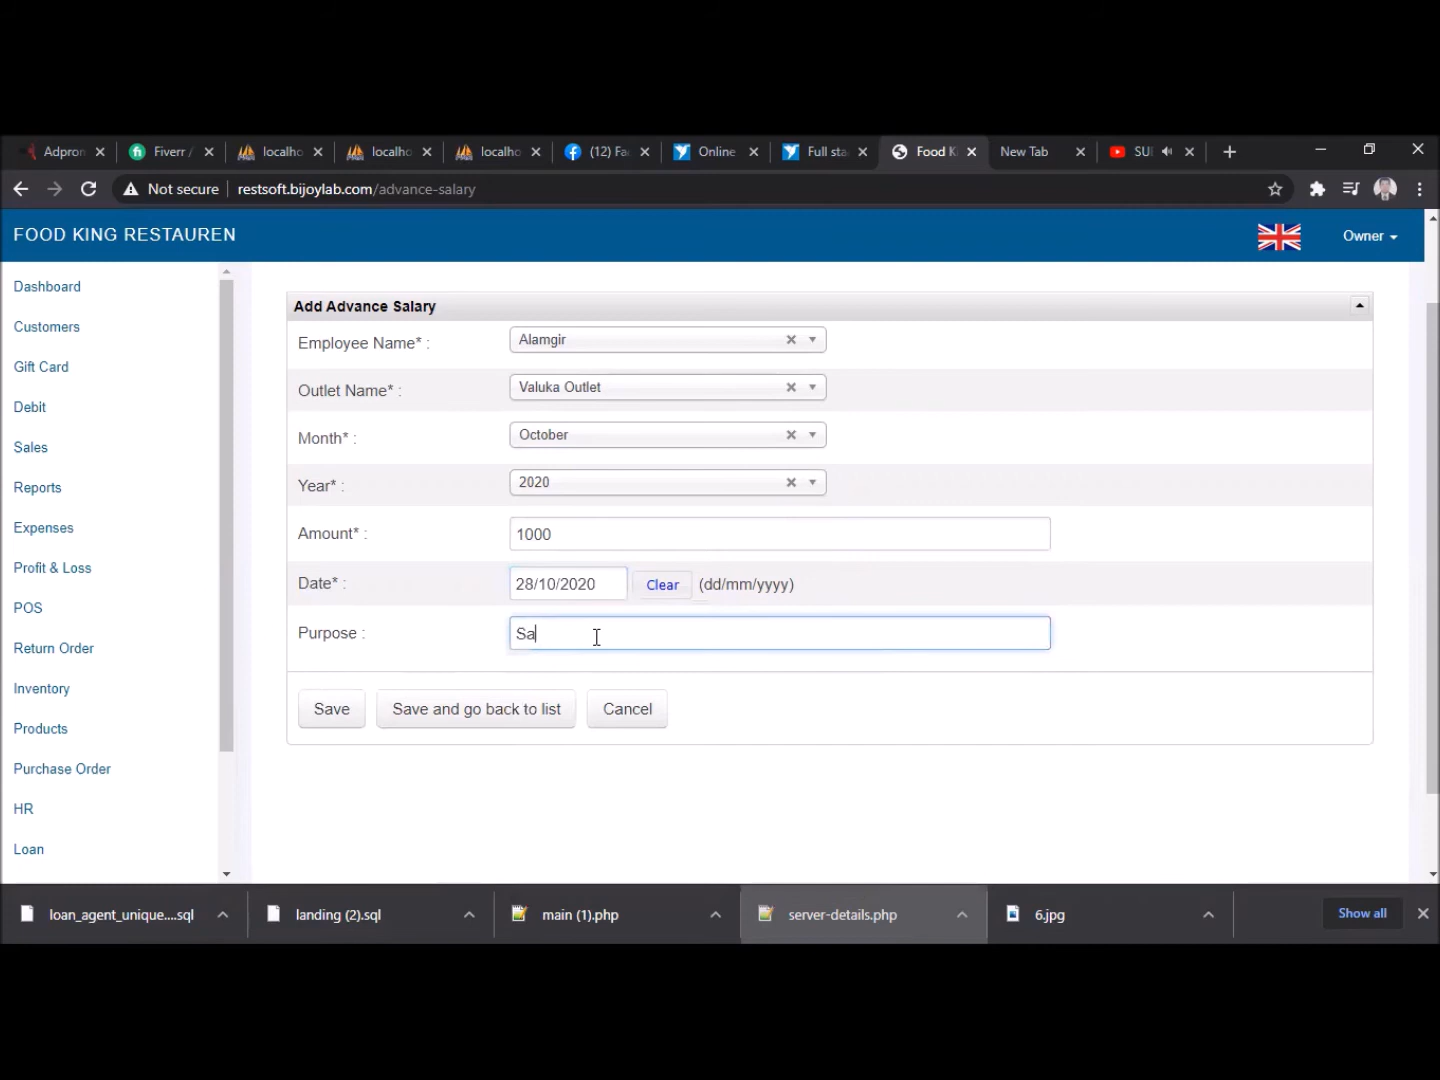 Adpron
Fiverr /
localho
localho
localho
(12) Fa
Online
Full sta
Food K
New Tab
SU
Not secure
restsoft.bijoylab.com/advance-salary
FOOD KING RESTAUREN
Owner
Dashboard
Customers
Gift Card
Debit
Sales
Reports
Expenses
Profit & Loss
POS
Return Order
Inventory
Products
Purchase Order
HR
Loan
Add Advance Salary
Employee Name* :
Alamgir
Outlet Name* :
Valuka Outlet
Month* :
October
Year* :
2020
Amount* :
1000
Date* :
28/10/2020
Clear
(dd/mm/yyyy)
Purpose :
Sa
Save
Save and go back to list
Cancel
loan_agent_unique....sql
landing (2).sql
main (1).php
server-details.php
6.jpg
Show all